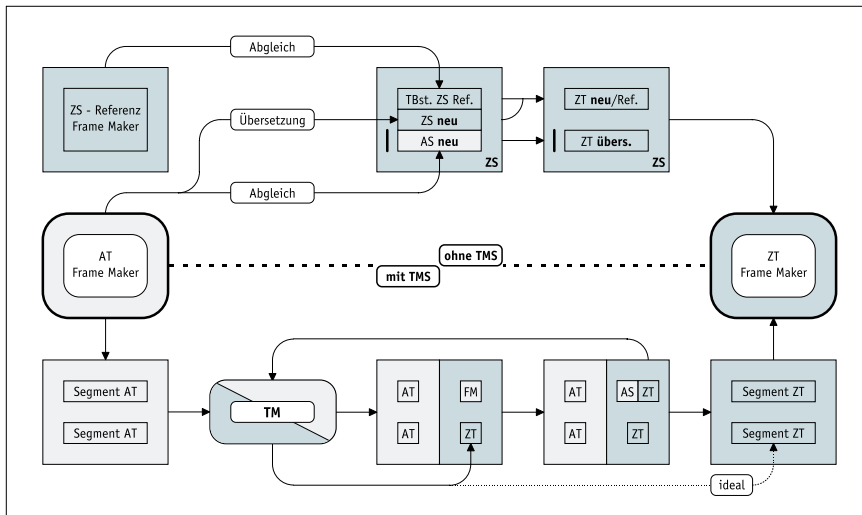 Abgleich
ZS - Referenz
Frame Maker
TBst. ZS Ref.
ZS neu
AS neu
ZS
ZT neu/Ref.
ZT übers.
ZS
Übersetzung
Abgleich
AT
Frame Maker
ohne TMS
mit TMS
ZT
Frame Maker
Segment AT
Segment AT
TM
AT
FM
AT
ZT
AT
AS ZT
AT
ZT
Segment ZT
Segment ZT
ideal